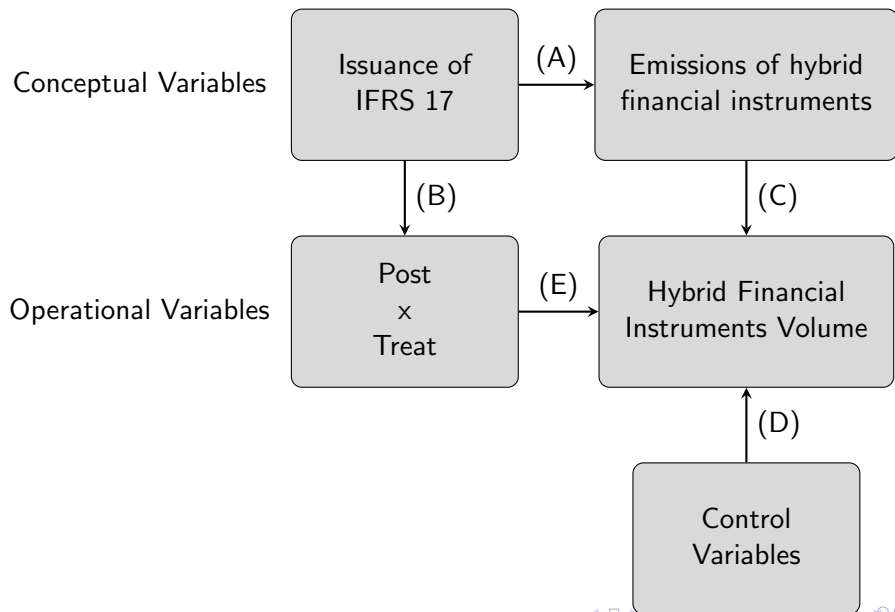 Conceptual Variables
Issuance of
IFRS 17
(A)
Emissions of hybrid
financial instruments
(B)
(C)
Operational Variables
Post
x
Treat
(E)
Hybrid Financial
Instruments Volume
(D)
Control
Variables